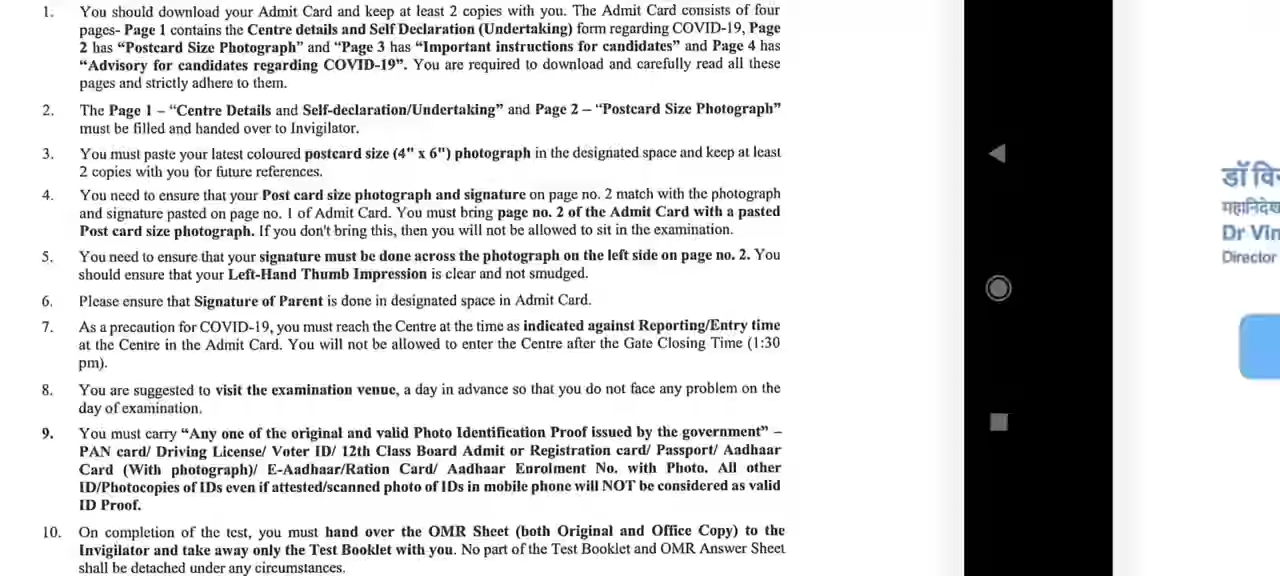 1. You should download your Admit Card and keep at least 2 copies with you. The Admit Card consists of four
pages- Page 1 contains the Centre details and Self Declaration (Undertaking) form regarding COVID-19, Page
2 has “Postcard Size Photograph” and “Page 3 has “Important instructions for candidates” and Page 4 has
“Advisory for candidates regarding COVID-19”. You are required to download and carefully read all these
pages and strictly adhere to them.
2. The Page 1 – “Centre Details and Self-declaration/Undertaking” and Page 2 – “Postcard Size Photograph”
must be filled and handed over to Invigilator.
3. You must paste your latest coloured postcard size (4" x 6") photograph in the designated space and keep at least
2 copies with you for future references.
4. You need to ensure that your Post card size photograph and signature on page no. 2 match with the photograph
and signature pasted on page no. 1 of Admit Card. You must bring page no. 2 of the Admit Card with a pasted
Post card size photograph. If you don't bring this, then you will not be allowed to sit in the examination.
5. You need to ensure that your signature must be done across the photograph on the left side on page no. 2. You
should ensure that your Left-Hand Thumb Impression is clear and not smudged.
6. Please ensure that Signature of Parent is done in designated space in Admit Card.
7. As a precaution for COVID-19, you must reach the Centre at the time as indicated against Reporting/Entry time
at the Centre in the Admit Card. You will not be allowed to enter the Centre after the Gate Closing Time (1:30
pm).
8. You are suggested to visit the examination venue, a day in advance so that you do not face any problem on the
day of examination.
9. You must carry “Any one of the original and valid Photo Identification Proof issued by the government” –
PAN card/ Driving License/ Voter ID/ 12th Class Board Admit or Registration card/ Passport/ Aadhaar
Card (With photograph)/ E-Aadhaar/Ration Card/ Aadhaar Enrolment No. with Photo. All other
ID/Photocopies of IDs even if attested/scanned photo of IDs in mobile phone will NOT be considered as valid
ID Proof.
10. On completion of the test, you must hand over the OMR Sheet (both Original and Office Copy) to the
Invigilator and take away only the Test Booklet with you. No part of the Test Booklet and OMR Answer Sheet
shall be detached under any circumstances.
डॉ
Dr Vin
Director